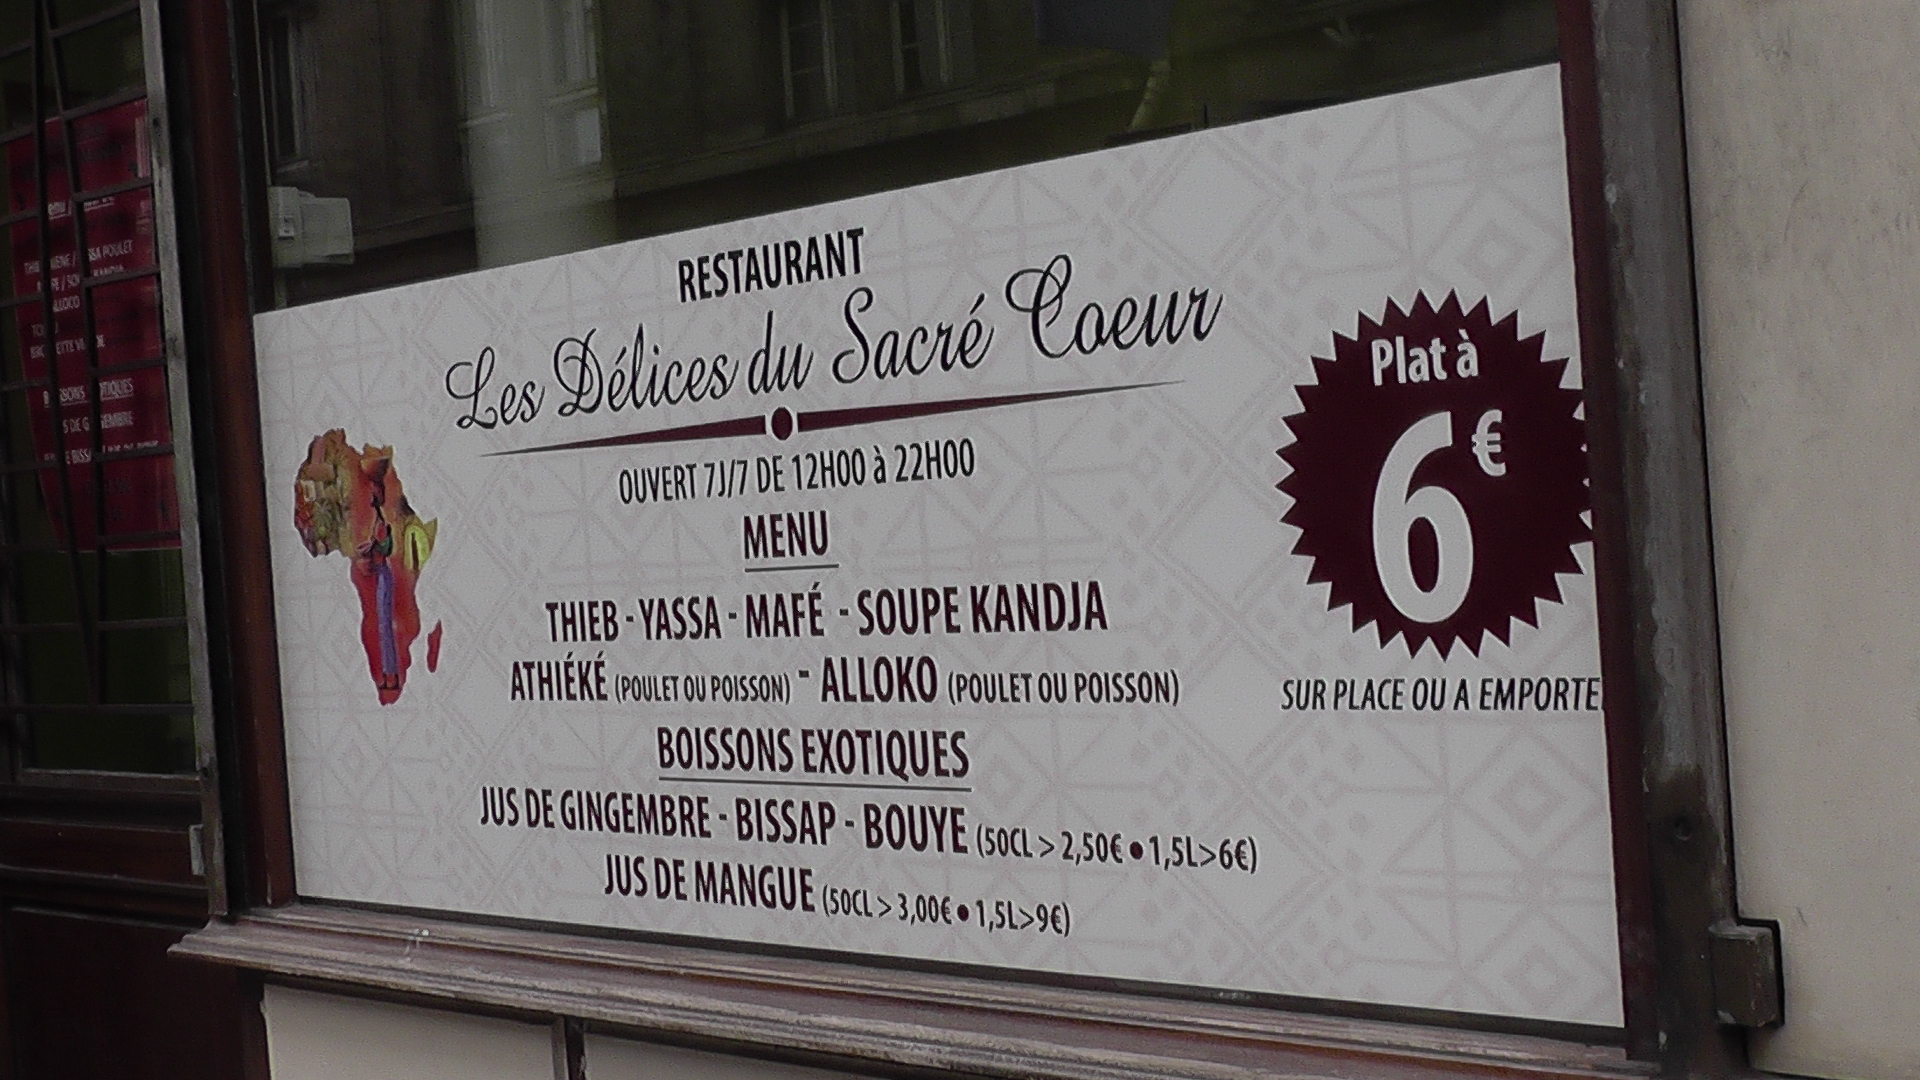 RESTAURANT
Les Délices du Sacré Coeur
OUVERT 7J/7 DE 12H00 à 22H00
MENU
THIEB - YASSA - MAFÉ - SOUPE KANDJA
ATHIÉKÉ (POULET OU POISSON) - ALLOKO (POULET OU POISSON)
BOISSONS EXOTIQUES
JUS DE GINGEMBRE - BISSAP - BOUYE (50CL > 2,50€ • 1,5L>6€)
JUS DE MANGUE (50CL > 3,00€ • 1,5L>9€)
Plat à
6€
SUR PLACE OU A EMPORTE
POULET